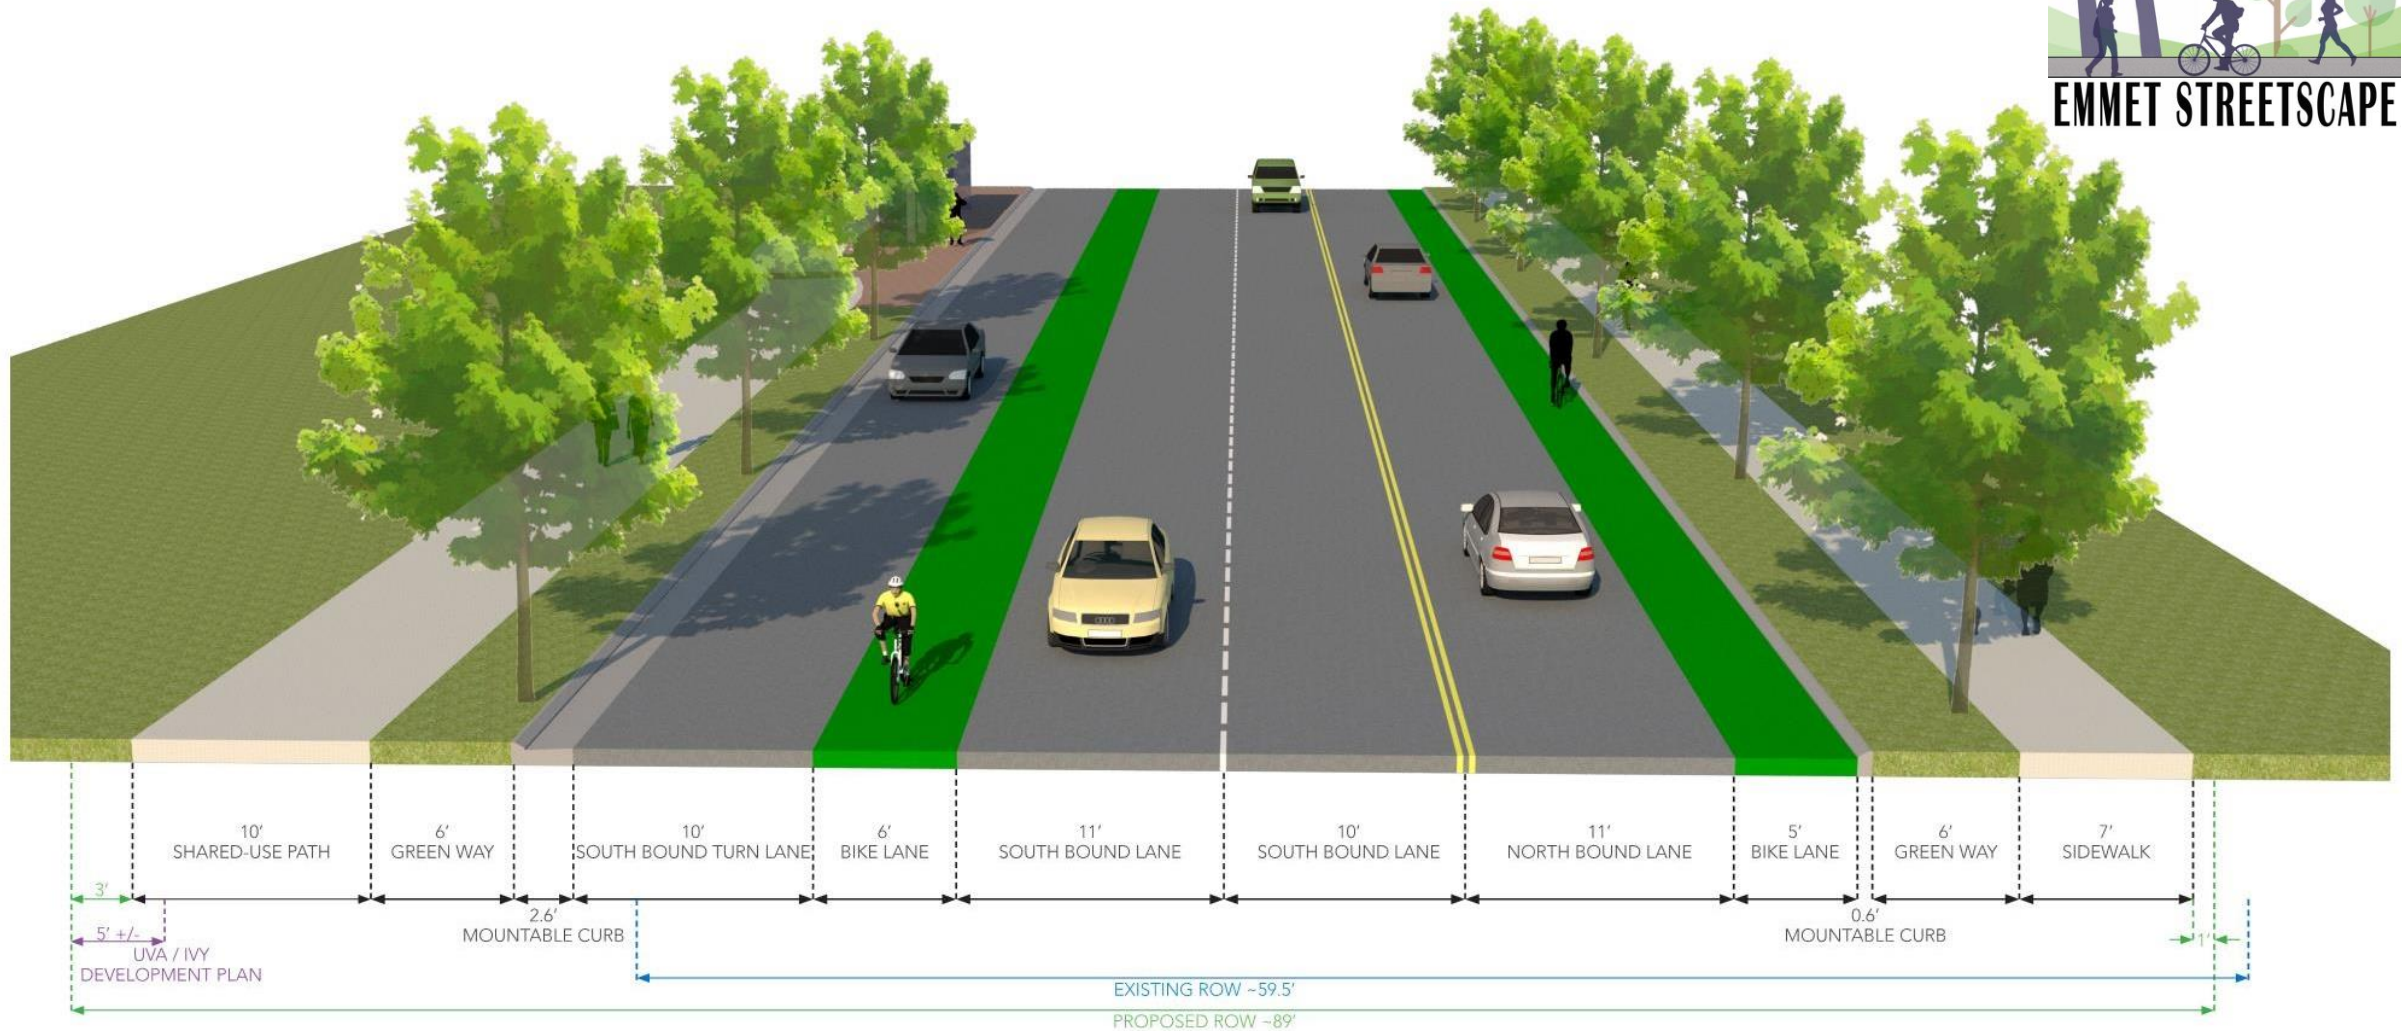 EMMET STREETSCAPE
10'
SHARED-USE PATH
6'
GREEN WAY
10'
SOUTH BOUND TURN LANE
6'
BIKE LANE
11'
SOUTH BOUND LANE
10'
SOUTH BOUND LANE
11'
NORTH BOUND LANE
5'
BIKE LANE
6'
GREEN WAY
7'
SIDEWALK
3'
2.6'
MOUNTABLE CURB
0.6'
MOUNTABLE CURB
1'
5' +/-
UVA / IVY
DEVELOPMENT PLAN
EXISTING ROW ~59.5'
PROPOSED ROW ~89'